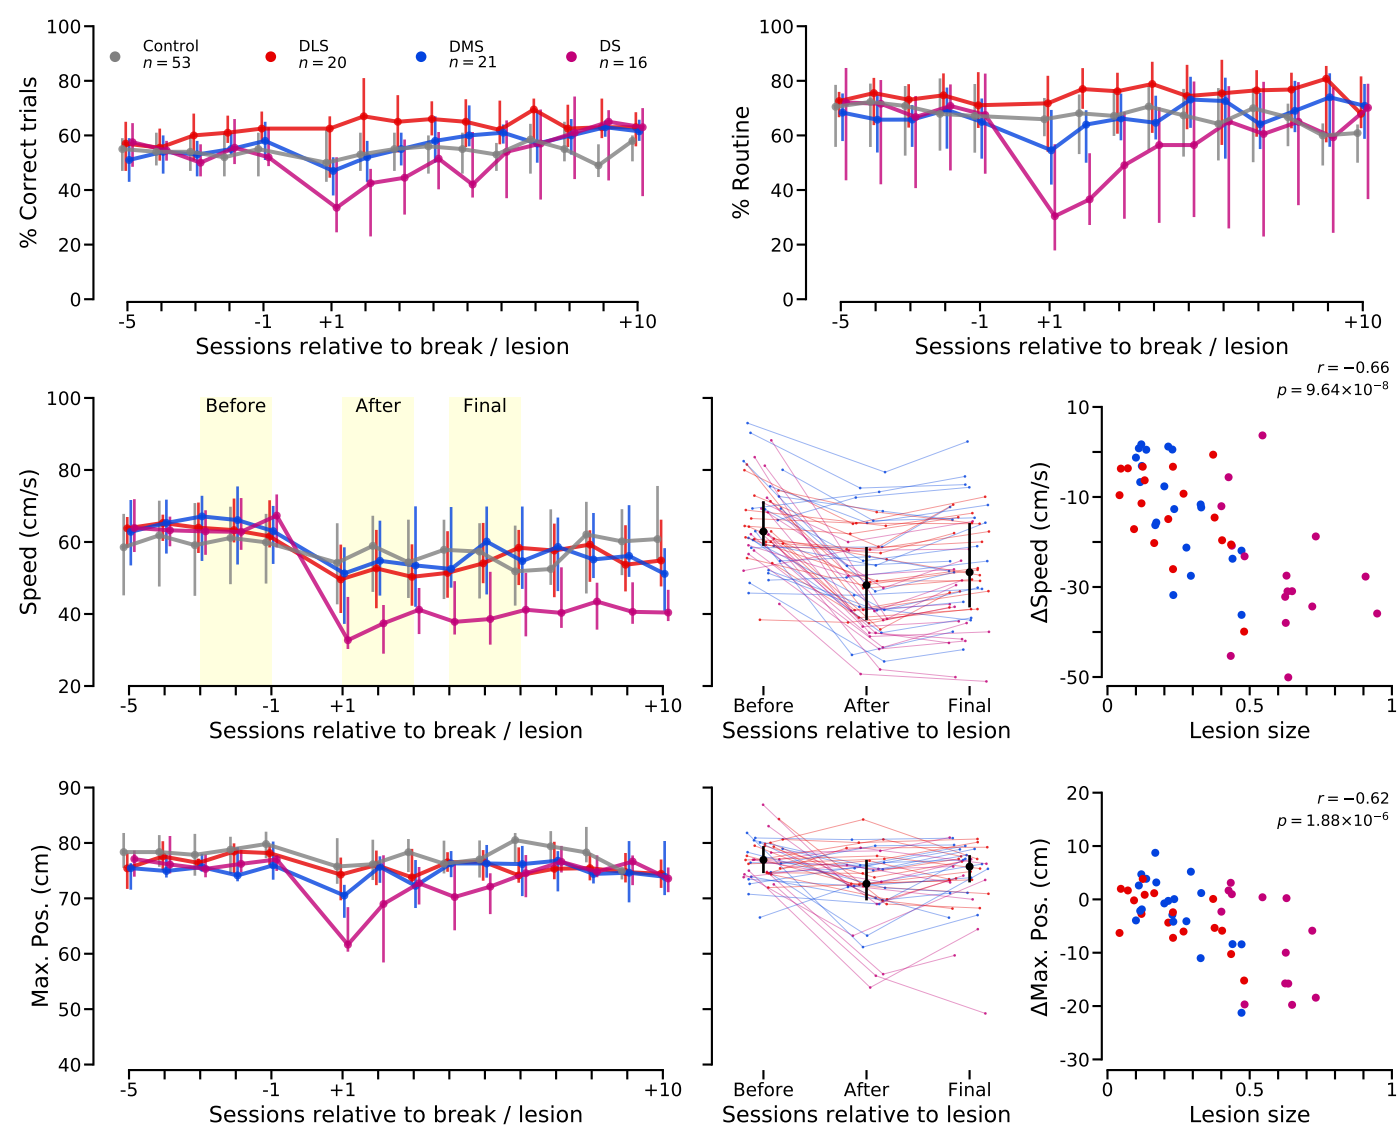 % Correct trials
100
80
60
40
20
0
Control
n = 53
DLS
n = 20
DMS
n = 21
DS
n = 16
-5
-1
+1
+10
Sessions relative to break / lesion
% Routine
100
80
60
40
20
0
-5
-1
+1
+10
Sessions relative to break / lesion
Speed (cm/s)
100
80
60
40
20
Before
After
Final
-5
-1
+1
+10
Sessions relative to break / lesion
Before
After
Final
Sessions relative to lesion
r = −0.66
p = 9.64×10⁻⁸
ΔSpeed (cm/s)
10
-10
-30
-50
0
0.5
1
Lesion size
Max. Pos. (cm)
90
80
70
60
50
40
-5
-1
+1
+10
Sessions relative to break / lesion
Before
After
Final
Sessions relative to lesion
r = −0.62
p = 1.88×10⁻⁶
ΔMax. Pos. (cm)
20
10
0
-10
-20
-30
0
0.5
1
Lesion size